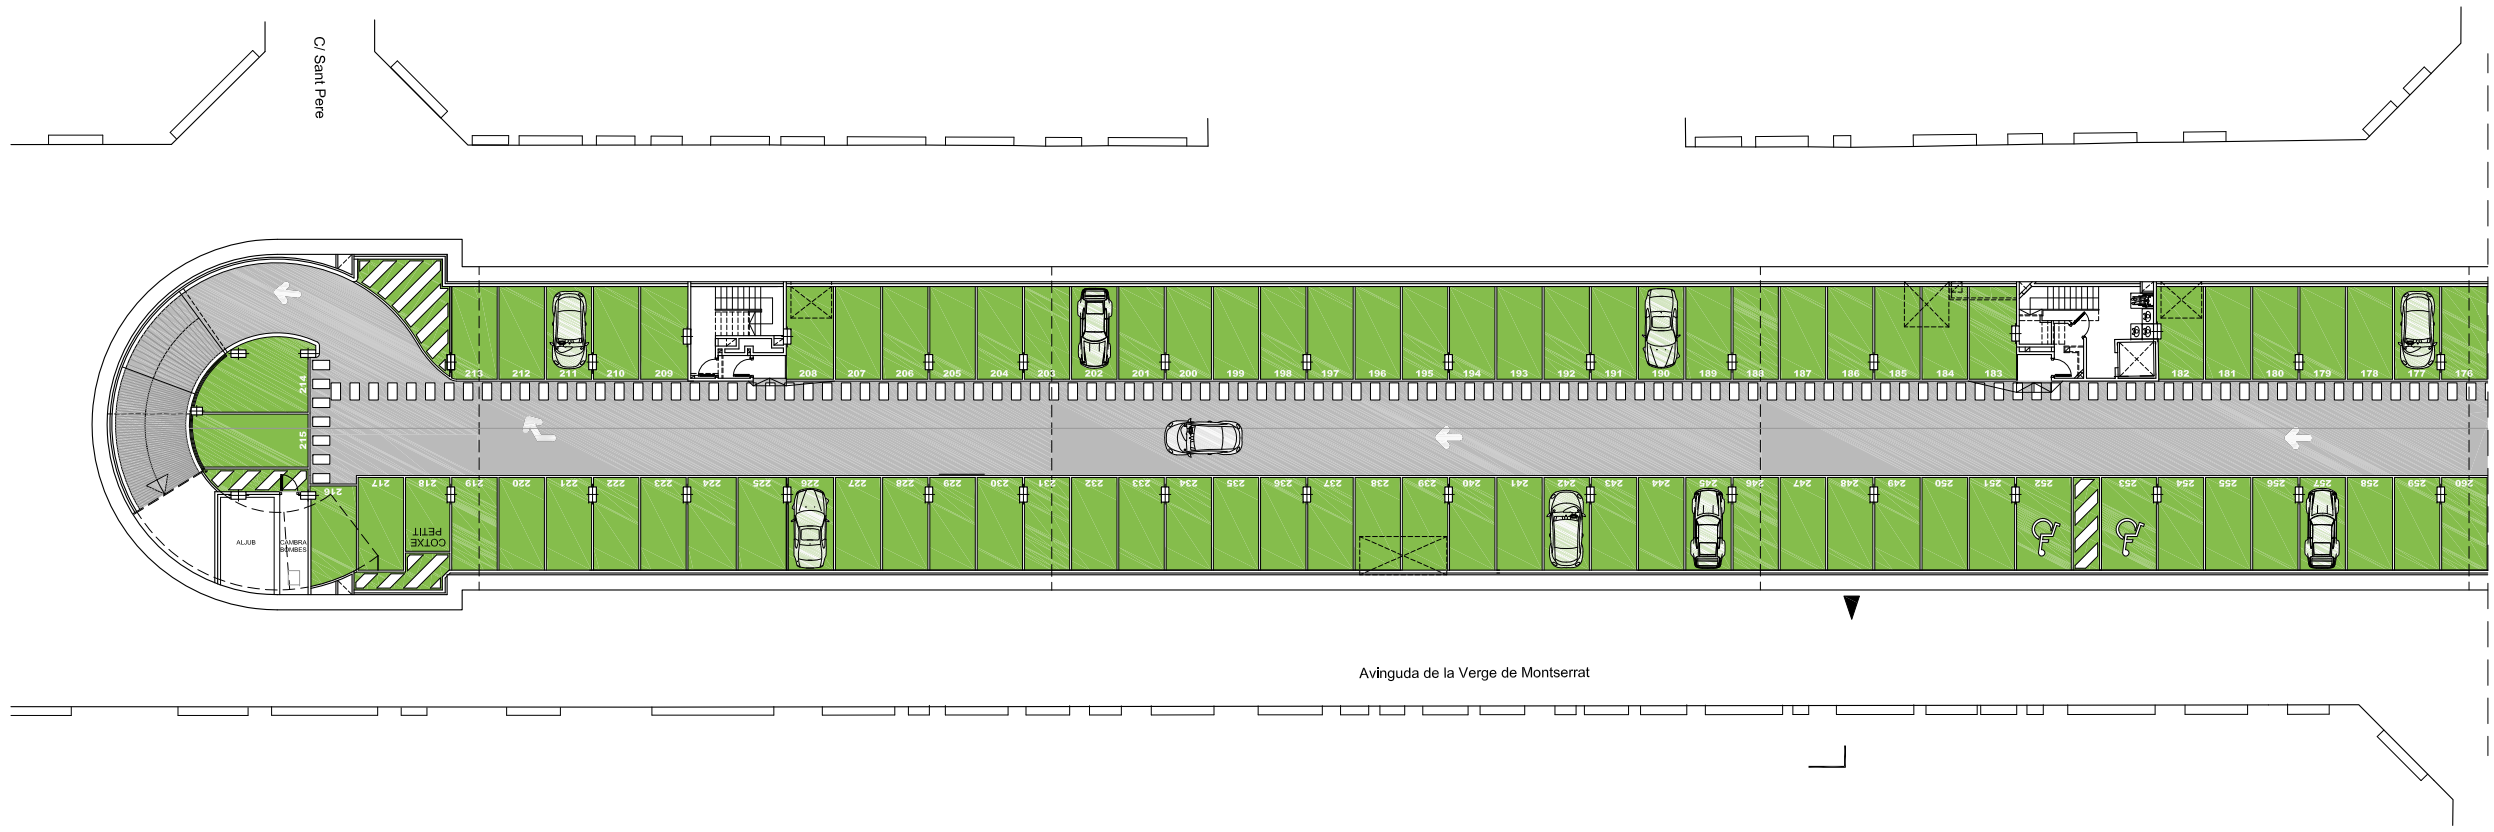 C/ Sant Pere
213 212 211 210 209 208 207 206 205 204 203 202 201 200 199 198 197 196 195 194 193 192 191 190 189 188 187 186 185 184 183 182 181 180 179 178 177 176
214
215
216 217 218 219 220 221 222 223 224 225 226 227 228 229 230 231 232 233 234 235 236 237 238 239 240 241 242 243 244 245 246 247 248 249 250 251 252 253 254 255 256 257 258 259 260
COTXE
PETIT
ALJUB
CAMBRA
BOMBES
Avinguda de la Verge de Montserrat